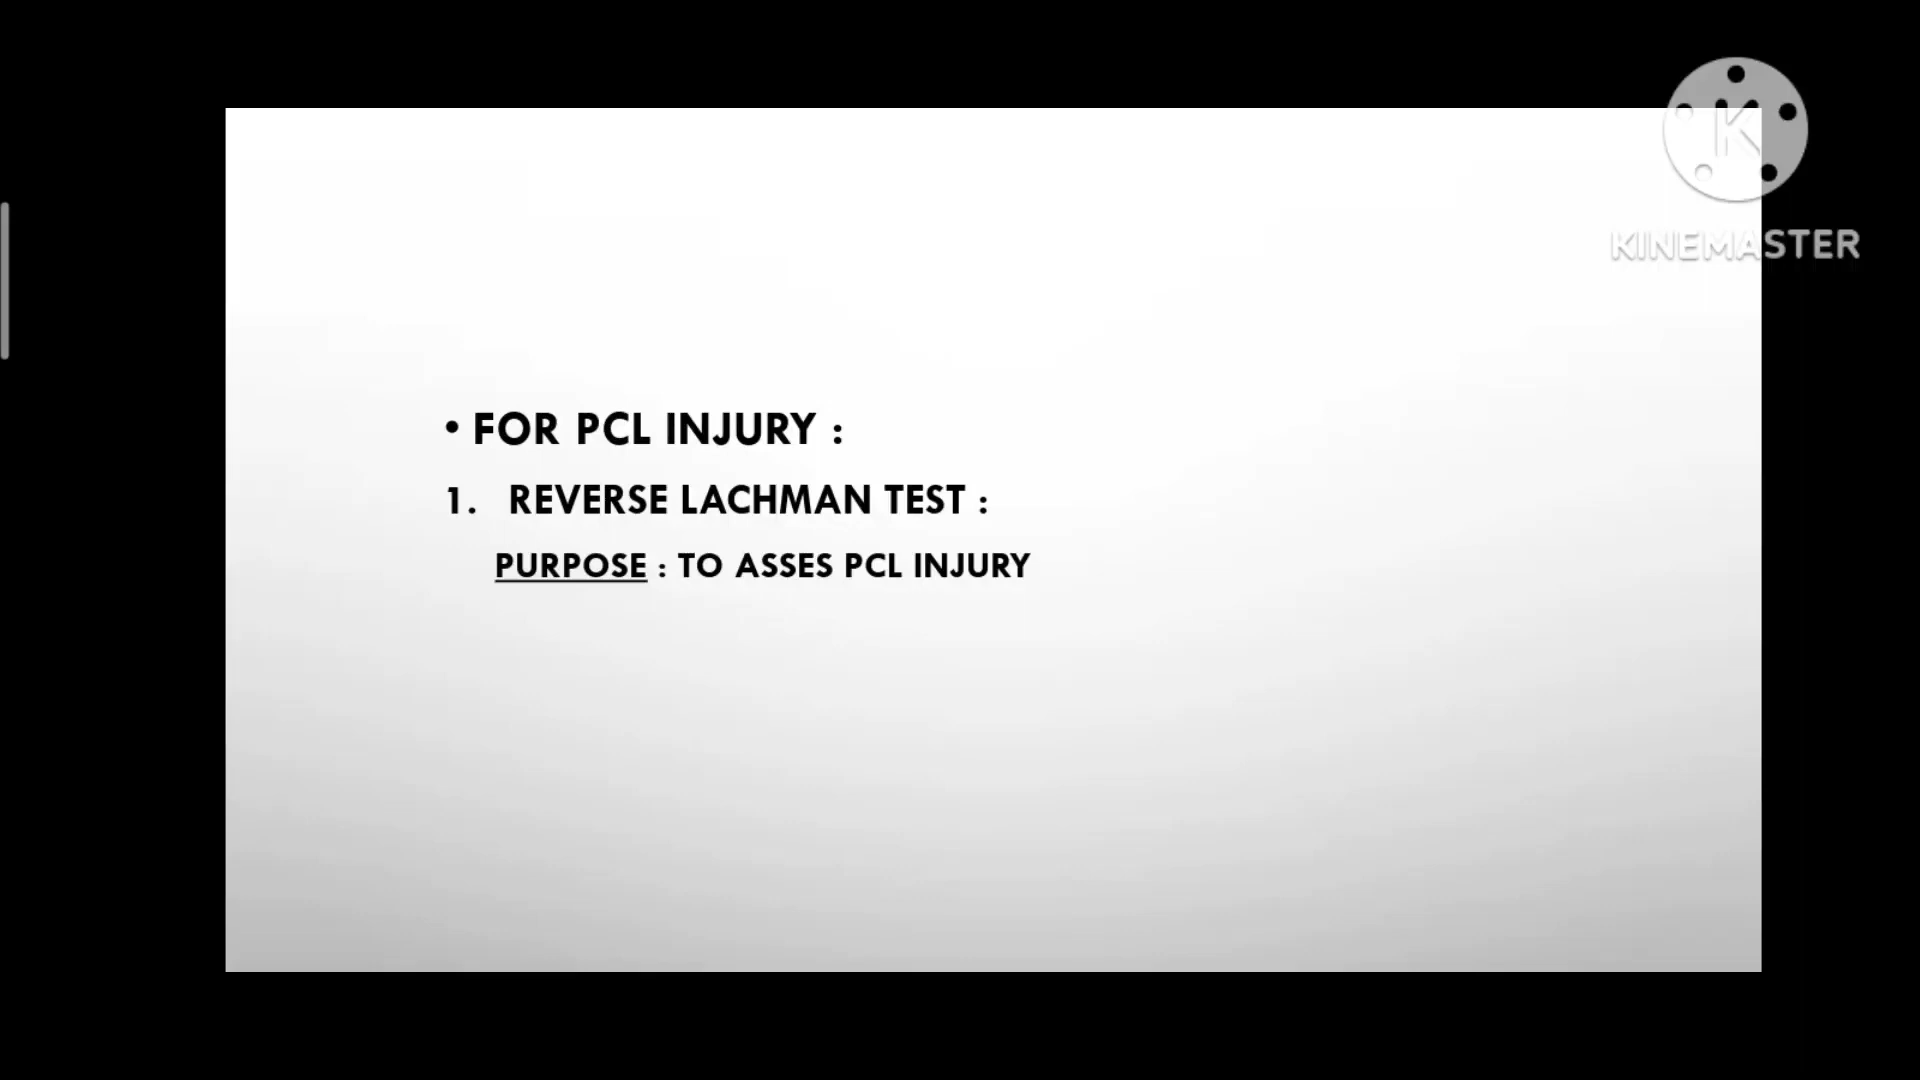 K
KINEMASTER
• FOR PCL INJURY :
1. REVERSE LACHMAN TEST :
PURPOSE : TO ASSES PCL INJURY